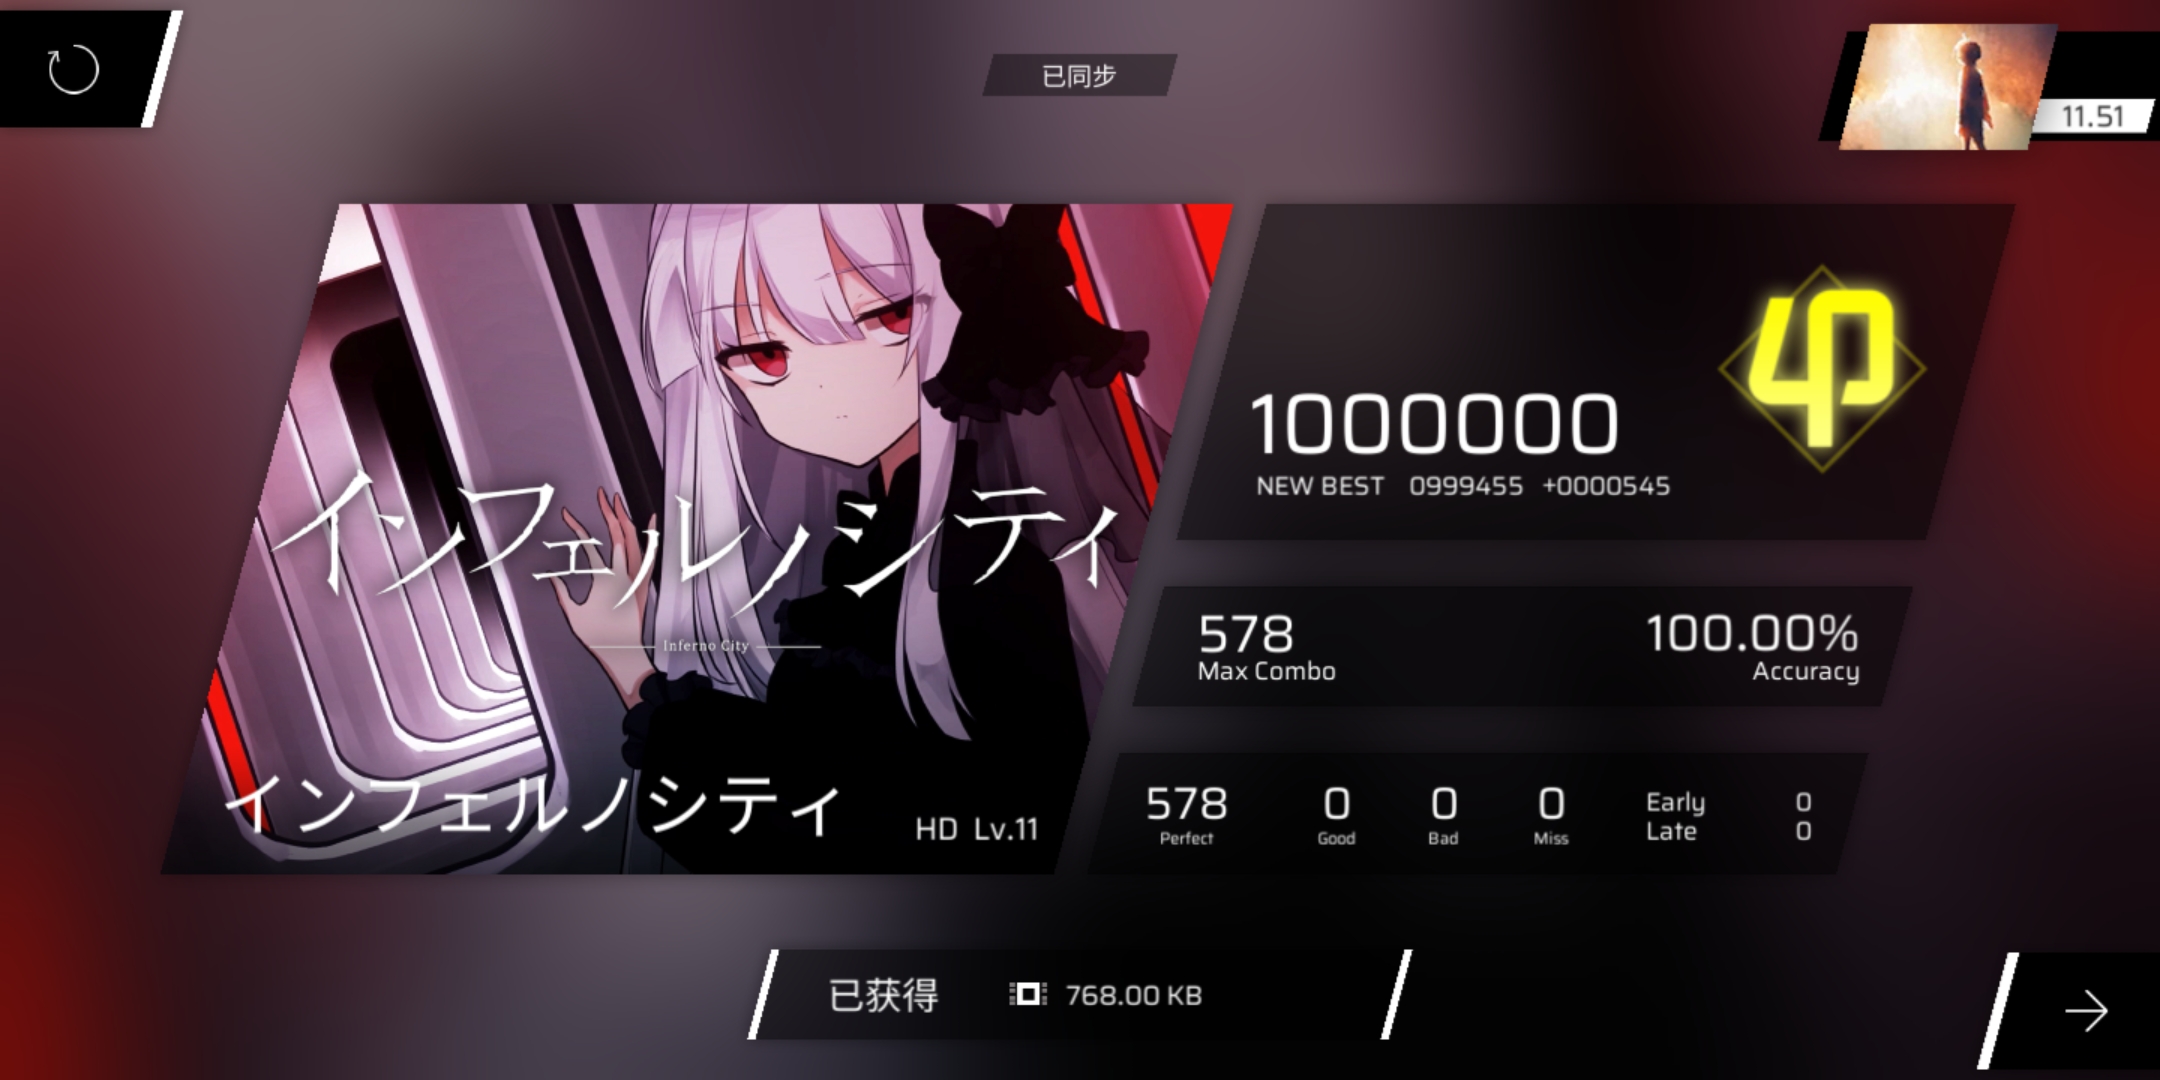 已同步
11.51
インフェルノシティ
Inferno City
インフェルノシティ
HD Lv.11
1000000
NEW BEST 0999455 +0000545
578
Max Combo
100.00%
Accuracy
578 0 0 0
Perfect Good Bad Miss
Early 0
Late 0
已获得 768.00 KB